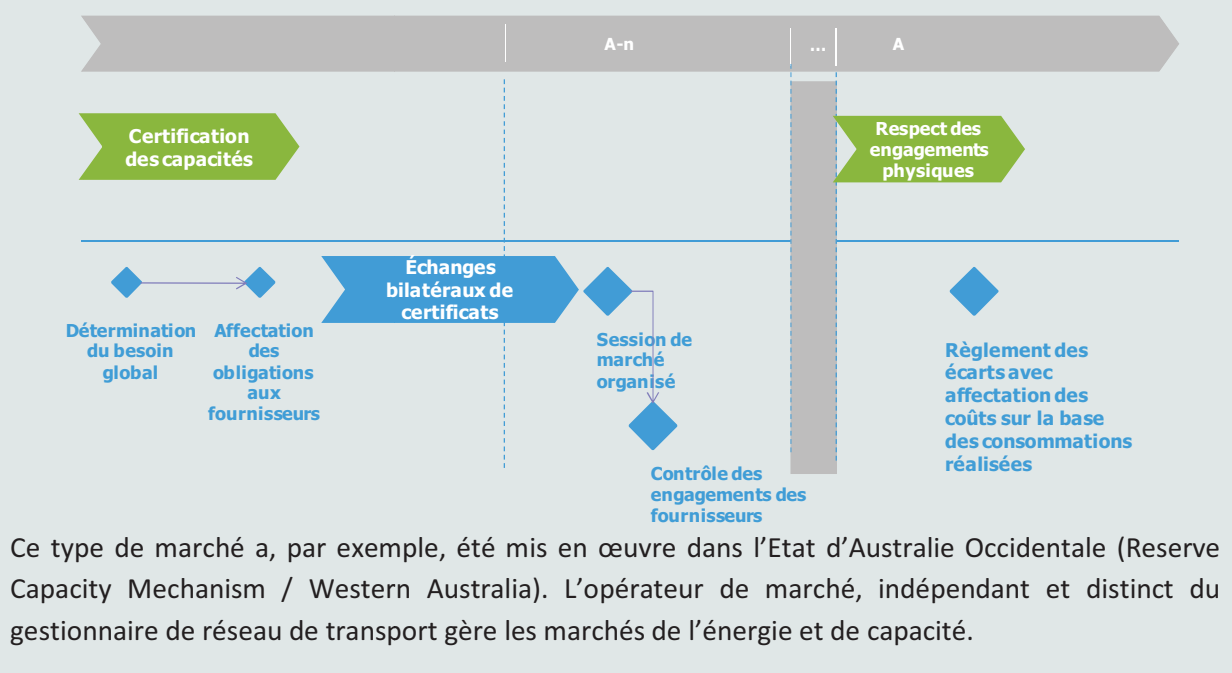 A-n
...
A
Certification
des capacités
Respect des
engagements
physiques
Échanges
bilatéraux de
certificats
Détermination
du besoin
global
Affectation
des
obligations
aux
fournisseurs
Session de
marché
organisé
Contrôle des
engagements des
fournisseurs
Règlement des
écarts avec
affectation des
coûts sur la base
des consommations
réalisées
Ce type de marché a, par exemple, été mis en œuvre dans l’Etat d’Australie Occidentale (Reserve
Capacity Mechanism / Western Australia). L’opérateur de marché, indépendant et distinct du
gestionnaire de réseau de transport gère les marchés de l’énergie et de capacité.